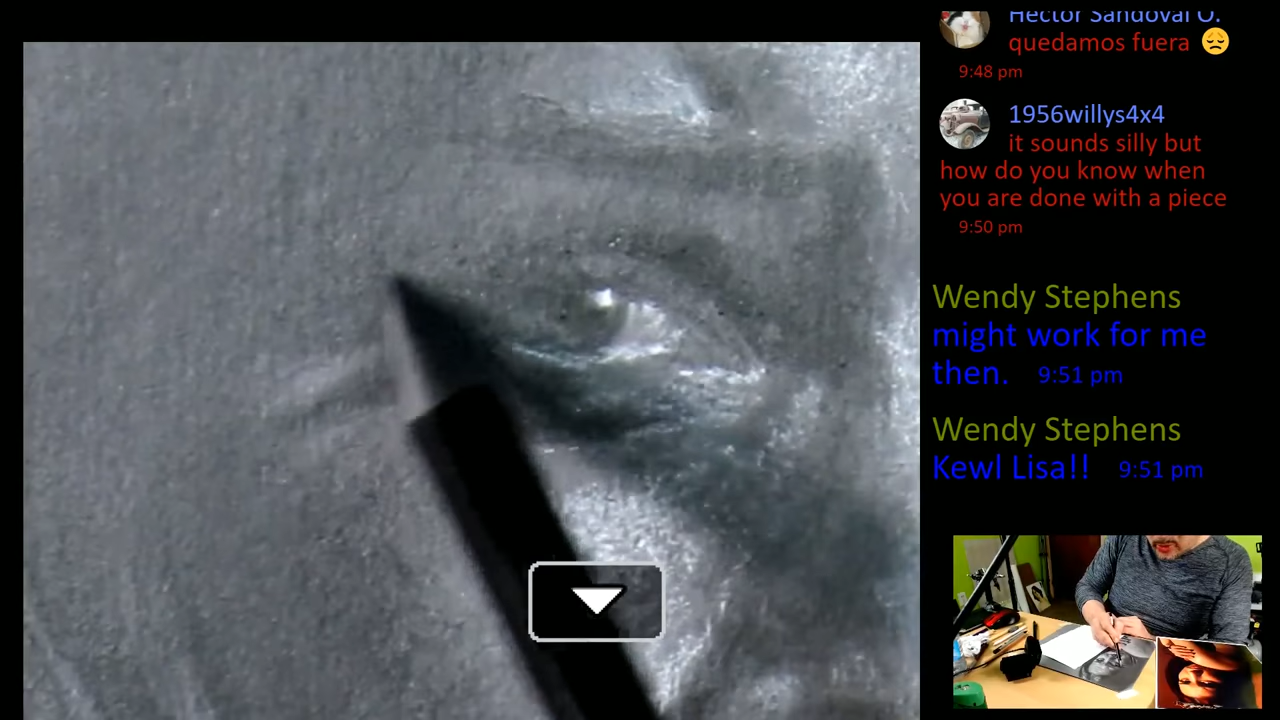 Hector Sandoval O.
quedamos fuera
9:48 pm
1956willys4x4
it sounds silly but
how do you know when
you are done with a piece
9:50 pm
Wendy Stephens
might work for me
then. 9:51 pm
Wendy Stephens
Kewl Lisa!! 9:51 pm